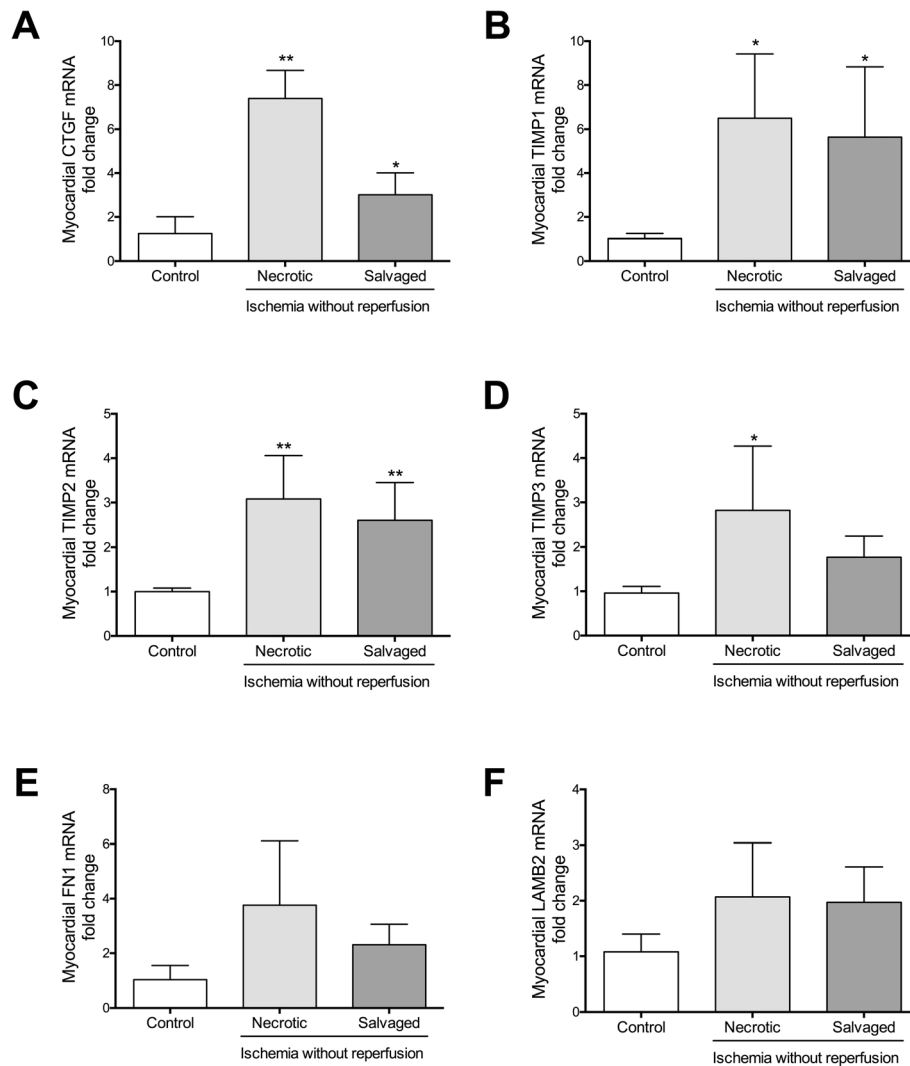 A
Myocardial CTGF mRNA
fold change
10
8
6
4
2
0
**
*
Control
Necrotic
Salvaged
Ischemia without reperfusion
B
Myocardial TIMP1 mRNA
fold change
10
8
6
4
2
0
*
*
Control
Necrotic
Salvaged
Ischemia without reperfusion
C
Myocardial TIMP2 mRNA
fold change
5
4
3
2
1
0
**
**
Control
Necrotic
Salvaged
Ischemia without reperfusion
D
Myocardial TIMP3 mRNA
fold change
5
4
3
2
1
0
*
Control
Necrotic
Salvaged
Ischemia without reperfusion
E
Myocardial FN1 mRNA
fold change
8
6
4
2
0
Control
Necrotic
Salvaged
Ischemia without reperfusion
F
Myocardial LAMB2 mRNA
fold change
4
3
2
1
0
Control
Necrotic
Salvaged
Ischemia without reperfusion